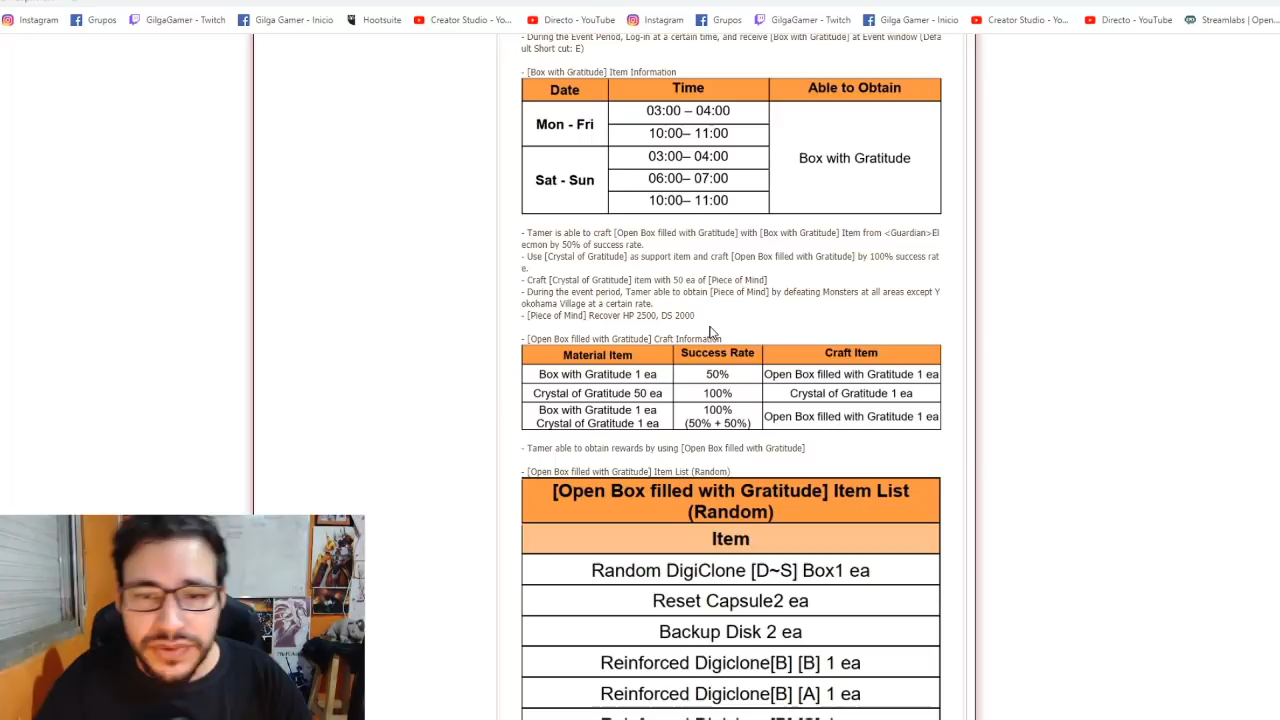 Instagram Grupos GilgaGamer - Twitch Gilga Gamer - Inicio Hootsuite Creator Studio - Yo... Directo - YouTube Instagram Grupos GilgaGamer - Twitch Gilga Gamer - Inicio Creator Studio - Yo... Directo - YouTube Streamlabs | Open...
- During the Event Period, Log-in at a certain time, and receive [Box with Gratitude] at Event window (Defa
ult Short cut: E)
- [Box with Gratitude] Item Information
Date Time Able to Obtain
Mon - Fri 03:00 – 04:00 Box with Gratitude
10:00– 11:00
Sat - Sun 03:00– 04:00
06:00– 07:00
10:00– 11:00
- Tamer is able to craft [Open Box filled with Gratitude] with [Box with Gratitude] Item from <Guardian>El
ecmon by 50% of success rate.
- Use [Crystal of Gratitude] as support item and craft [Open Box filled with Gratitude] by 100% success rat
e.
- Craft [Crystal of Gratitude] item with 50 ea of [Piece of Mind]
- During the event period, Tamer able to obtain [Piece of Mind] by defeating Monsters at all areas except Y
okohama Village at a certain rate.
- [Piece of Mind] Recover HP 2500, DS 2000
- [Open Box filled with Gratitude] Craft Information
Material Item Success Rate Craft Item
Box with Gratitude 1 ea 50% Open Box filled with Gratitude 1 ea
Crystal of Gratitude 50 ea 100% Crystal of Gratitude 1 ea
Box with Gratitude 1 ea 100% Open Box filled with Gratitude 1 ea
Crystal of Gratitude 1 ea (50% + 50%)
- Tamer able to obtain rewards by using [Open Box filled with Gratitude]
- [Open Box filled with Gratitude] Item List (Random)
[Open Box filled with Gratitude] Item List
(Random)
Item
Random DigiClone [D~S] Box1 ea
Reset Capsule2 ea
Backup Disk 2 ea
Reinforced Digiclone[B] [B] 1 ea
Reinforced Digiclone[B] [A] 1 ea